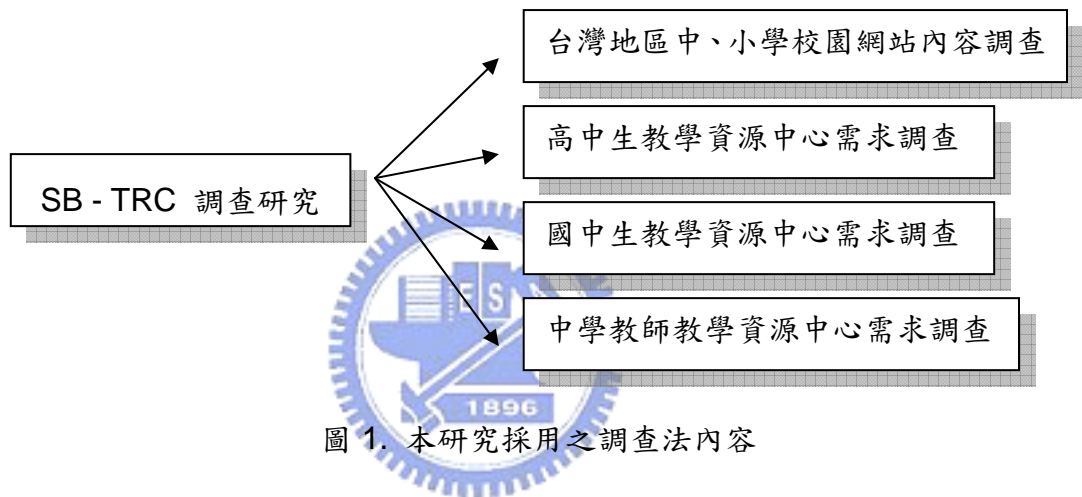 台灣地區中、小學校園網站內容調查
高中生教學資源中心需求調查
SB - TRC 調查研究
國中生教學資源中心需求調查
中學教師教學資源中心需求調查
ES
1896
圖 1. 本研究採用之調查法內容